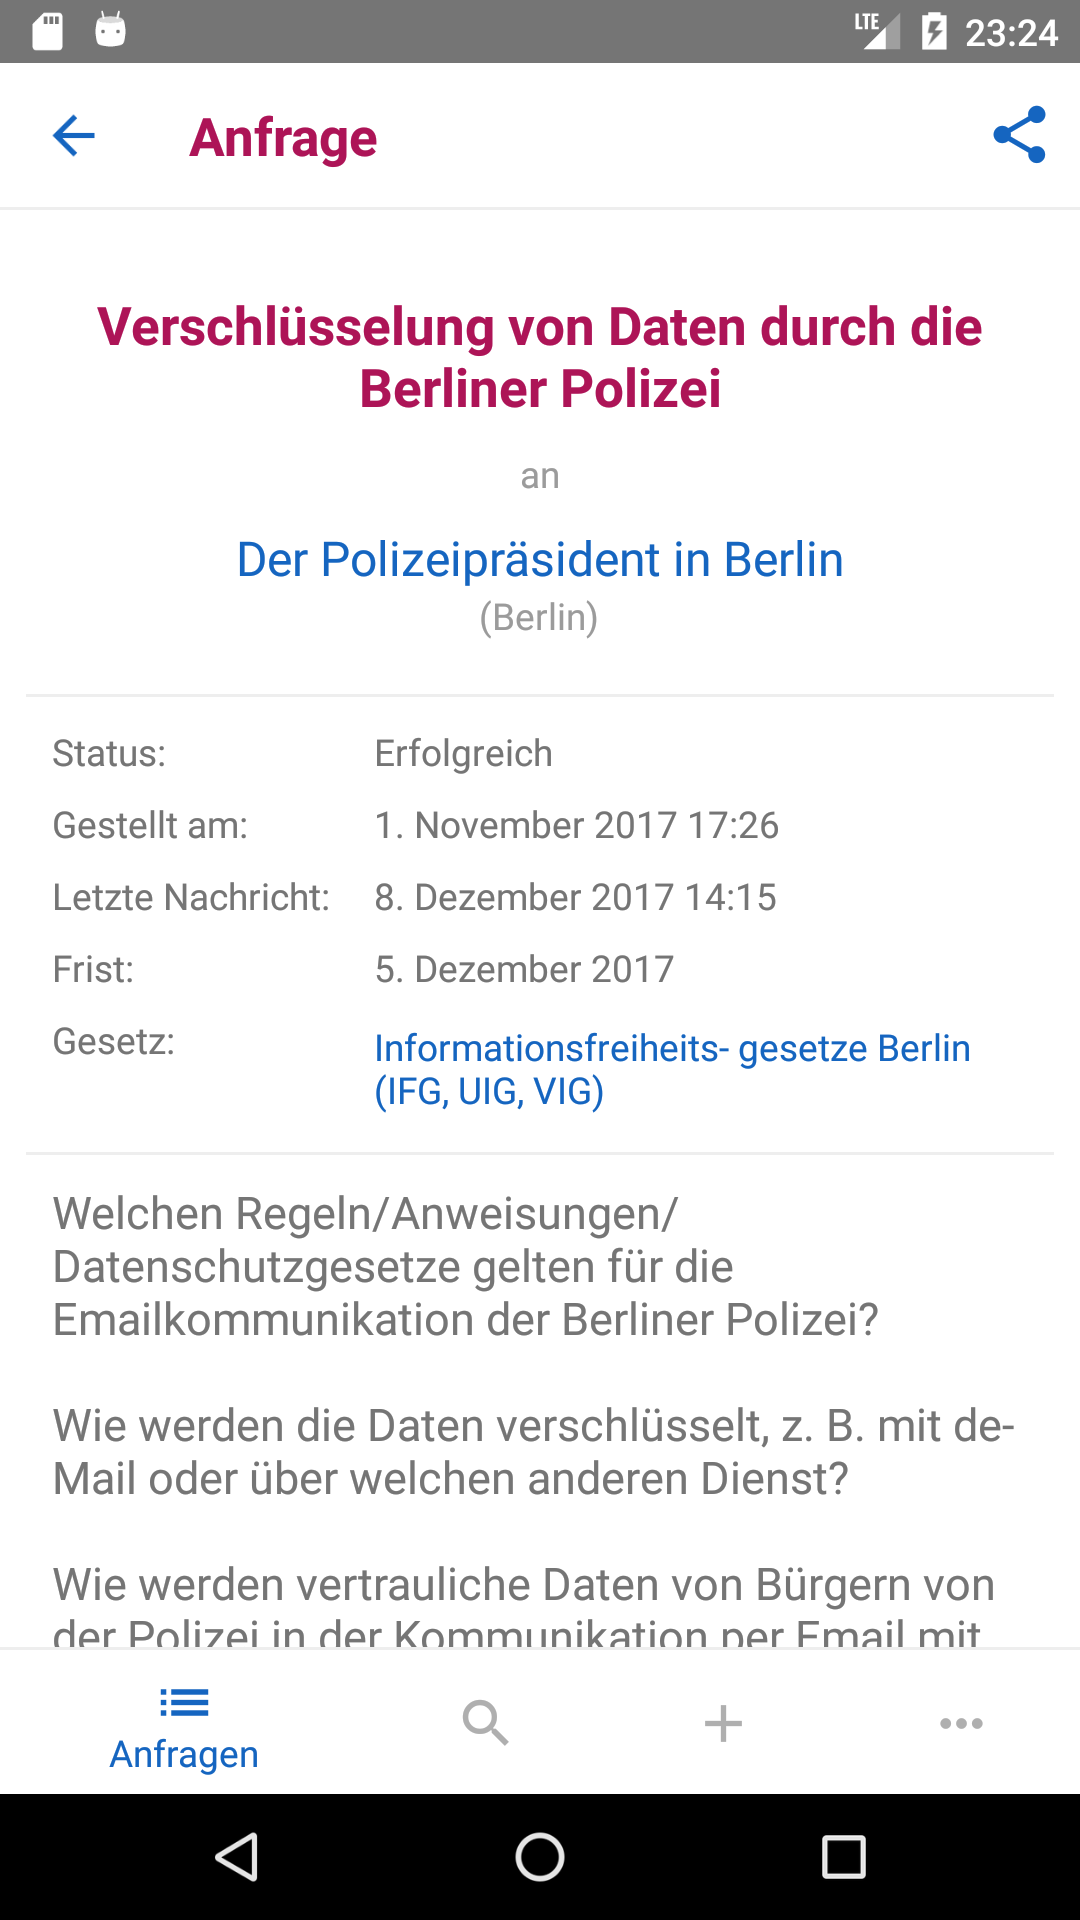 LTE 23:24
Anfrage
Verschlüsselung von Daten durch die
Berliner Polizei
an
Der Polizeipräsident in Berlin
(Berlin)
Status: Erfolgreich
Gestellt am: 1. November 2017 17:26
Letzte Nachricht: 8. Dezember 2017 14:15
Frist: 5. Dezember 2017
Gesetz: Informationsfreiheits- gesetze Berlin
(IFG, UIG, VIG)
Welchen Regeln/Anweisungen/
Datenschutzgesetze gelten für die
Emailkommunikation der Berliner Polizei?
Wie werden die Daten verschlüsselt, z. B. mit de-
Mail oder über welchen anderen Dienst?
Wie werden vertrauliche Daten von Bürgern von
der Polizei in der Kommunikation per Email mit
Anfragen